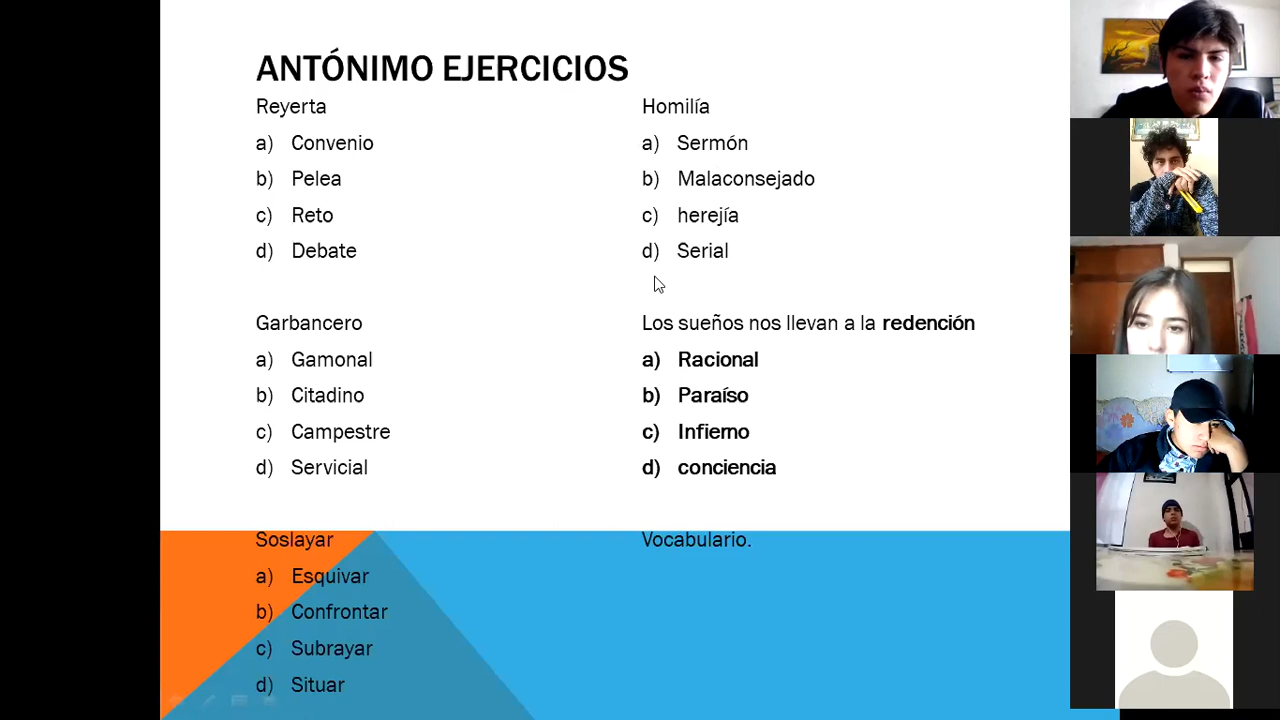 ANTÓNIMO EJERCICIOS
Reyerta
a) Convenio
b) Pelea
c) Reto
d) Debate
Garbancero
a) Gamonal
b) Citadino
c) Campestre
d) Servicial
Soslayar
a) Esquivar
b) Confrontar
c) Subrayar
d) Situar
Homilía
a) Sermón
b) Malaconsejado
c) herejía
d) Serial
Los sueños nos llevan a la redención
a) Racional
b) Paraíso
c) Infierno
d) conciencia
Vocabulario.